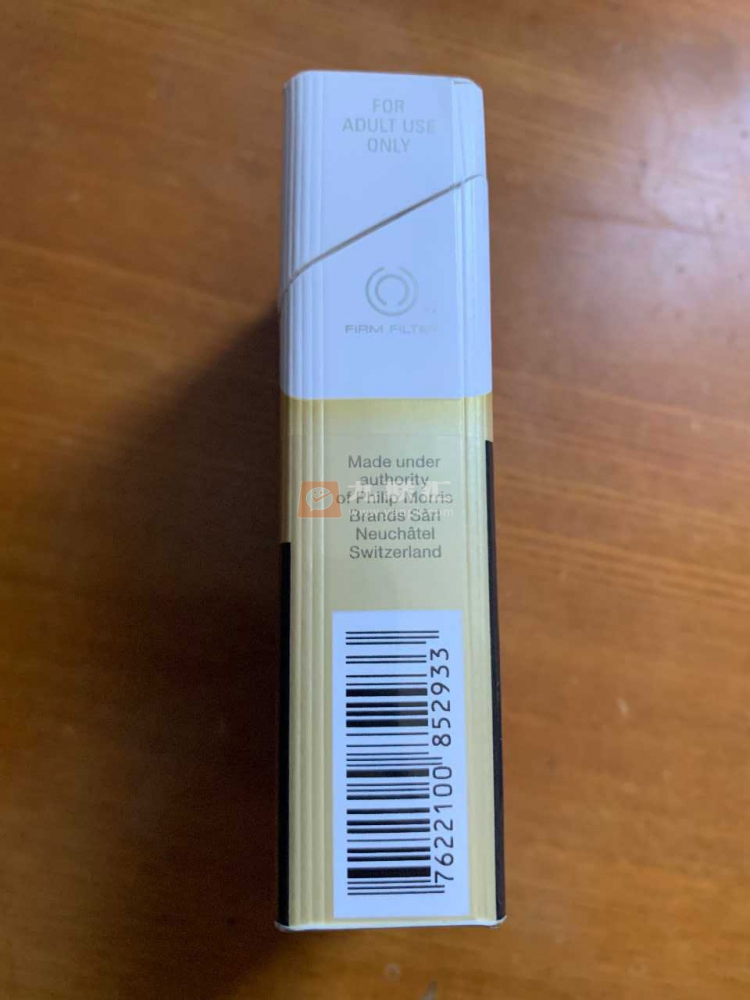 FOR
ADULT USE
ONLY
FIRM FILTER
Made under
authority
of Philip Morris
Brands Sàrl
Neuchâtel
Switzerland
7622100 852933